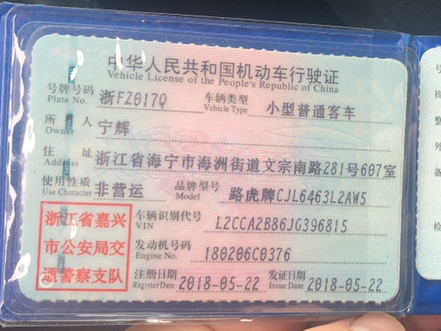 中华人民共和国机动车行驶证
Vehicle License of the People's Republic of China
号牌号码 Plate No. 浙FZ017Q 车辆类型 Vehicle Type 小型普通客车
所有人 Owner 宁辉
住址 Address 浙江省海宁市海洲街道文宗南路281号607室
使用性质 Use Character 非营运 品牌型号 Model 路虎牌CJL6463L2AW5
浙江省嘉兴市公安局交通警察支队
车辆识别代号 VIN L2CCA2B86JG396815
发动机号码 Engine No. 180206C0376
注册日期 Register Date 2018-05-22 发证日期 Issue Date 2018-05-22